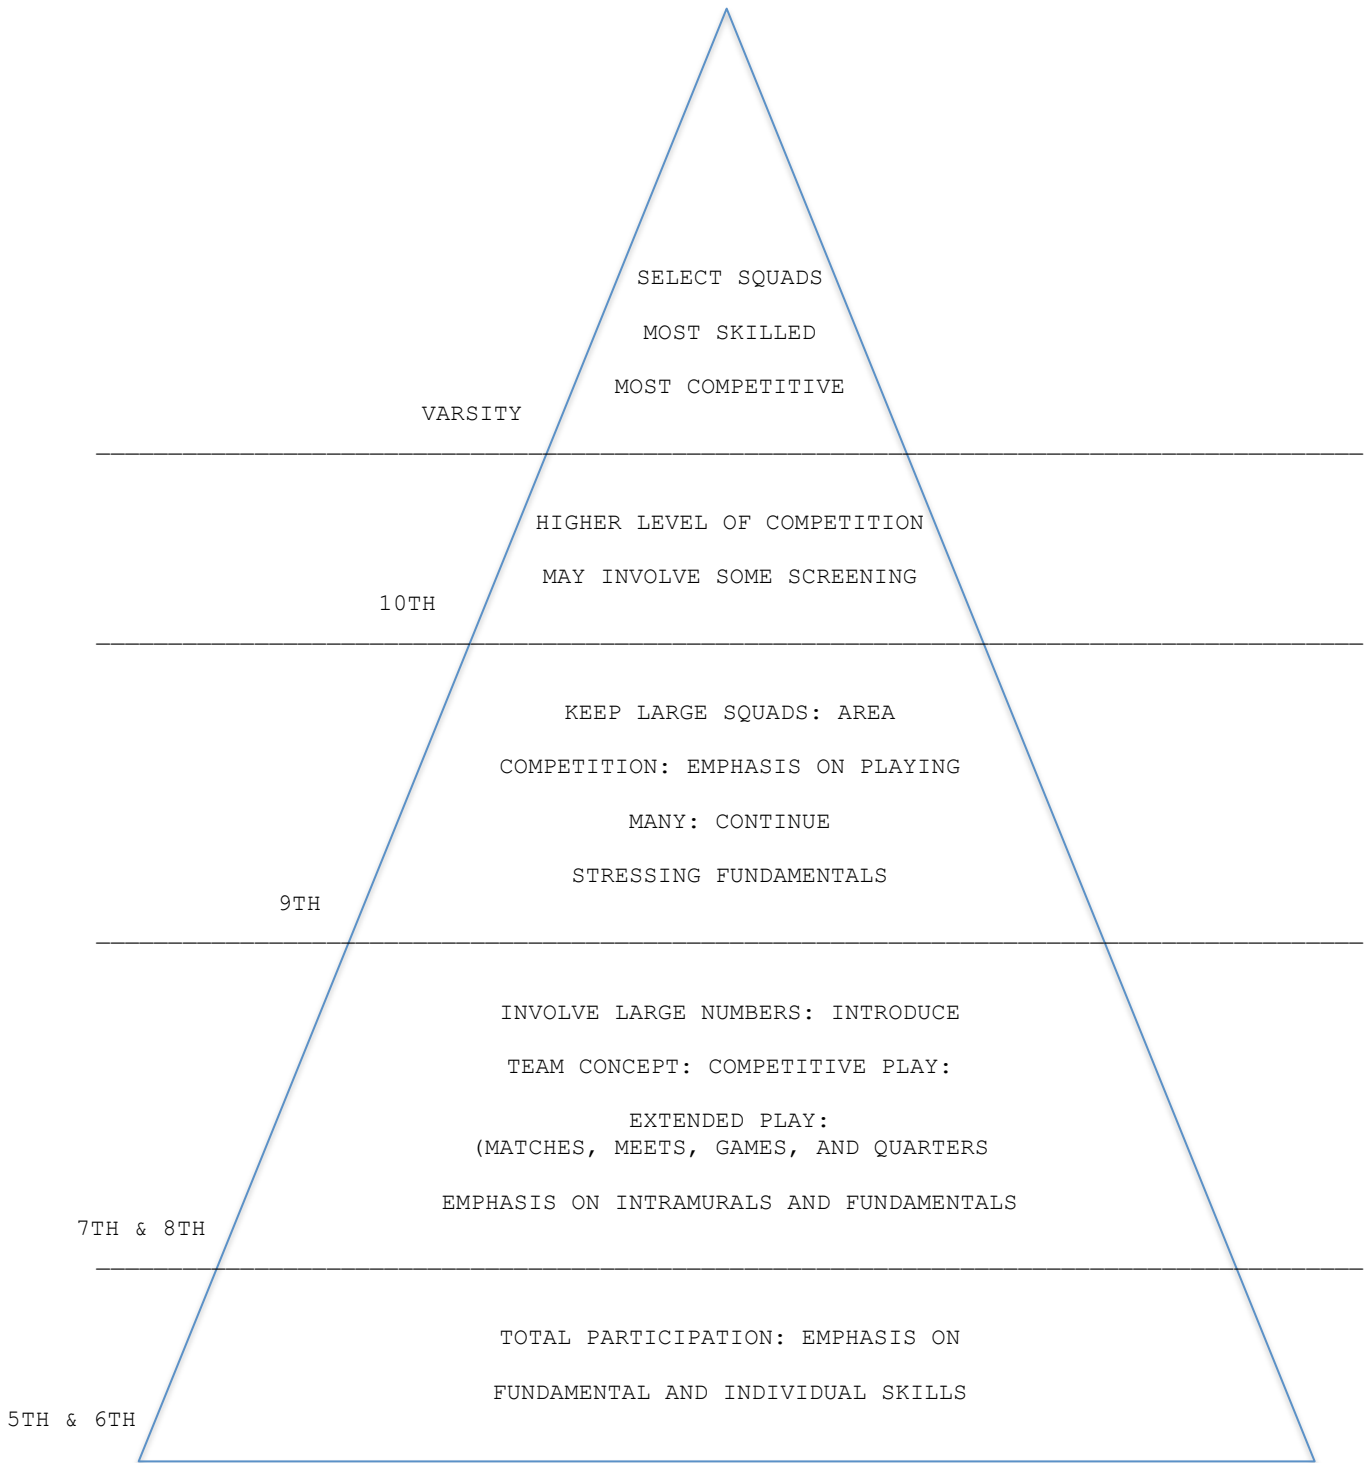 SELECT SQUADS
MOST SKILLED
MOST COMPETITIVE
VARSITY
HIGHER LEVEL OF COMPETITION
MAY INVOLVE SOME SCREENING
10TH
KEEP LARGE SQUADS: AREA
COMPETITION: EMPHASIS ON PLAYING
MANY: CONTINUE
STRESSING FUNDAMENTALS
9TH
INVOLVE LARGE NUMBERS: INTRODUCE
TEAM CONCEPT: COMPETITIVE PLAY:
EXTENDED PLAY:
(MATCHES, MEETS, GAMES, AND QUARTERS
EMPHASIS ON INTRAMURALS AND FUNDAMENTALS
7TH & 8TH
TOTAL PARTICIPATION: EMPHASIS ON
FUNDAMENTAL AND INDIVIDUAL SKILLS
5TH & 6TH